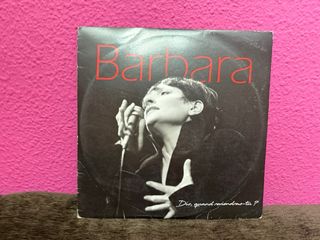 Barbara
Dis, quand reviendras-tu ?